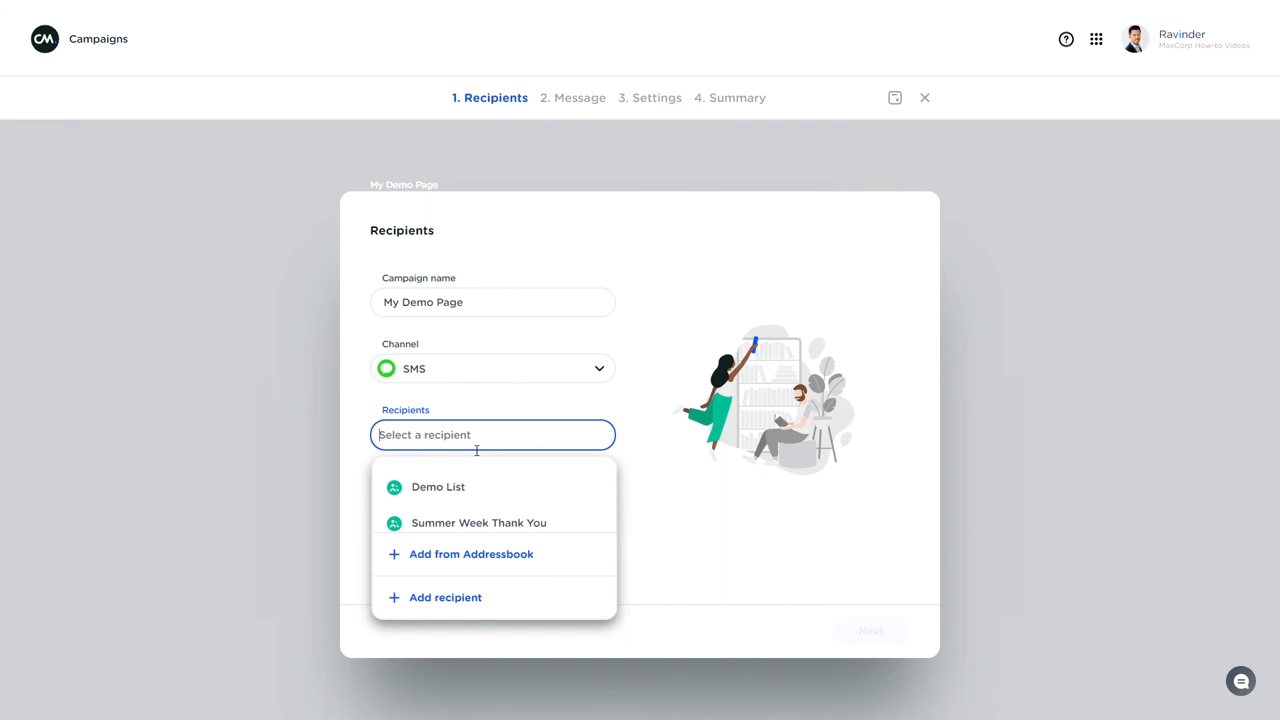 CM
Campaigns
Ravinder
MaxCorp How-to Videos
1. Recipients 2. Message 3. Settings 4. Summary
My Demo Page
Recipients
Campaign name
My Demo Page
Channel
SMS
Recipients
Select a recipient
Demo List
Summer Week Thank You
+ Add from Addressbook
+ Add recipient
Next